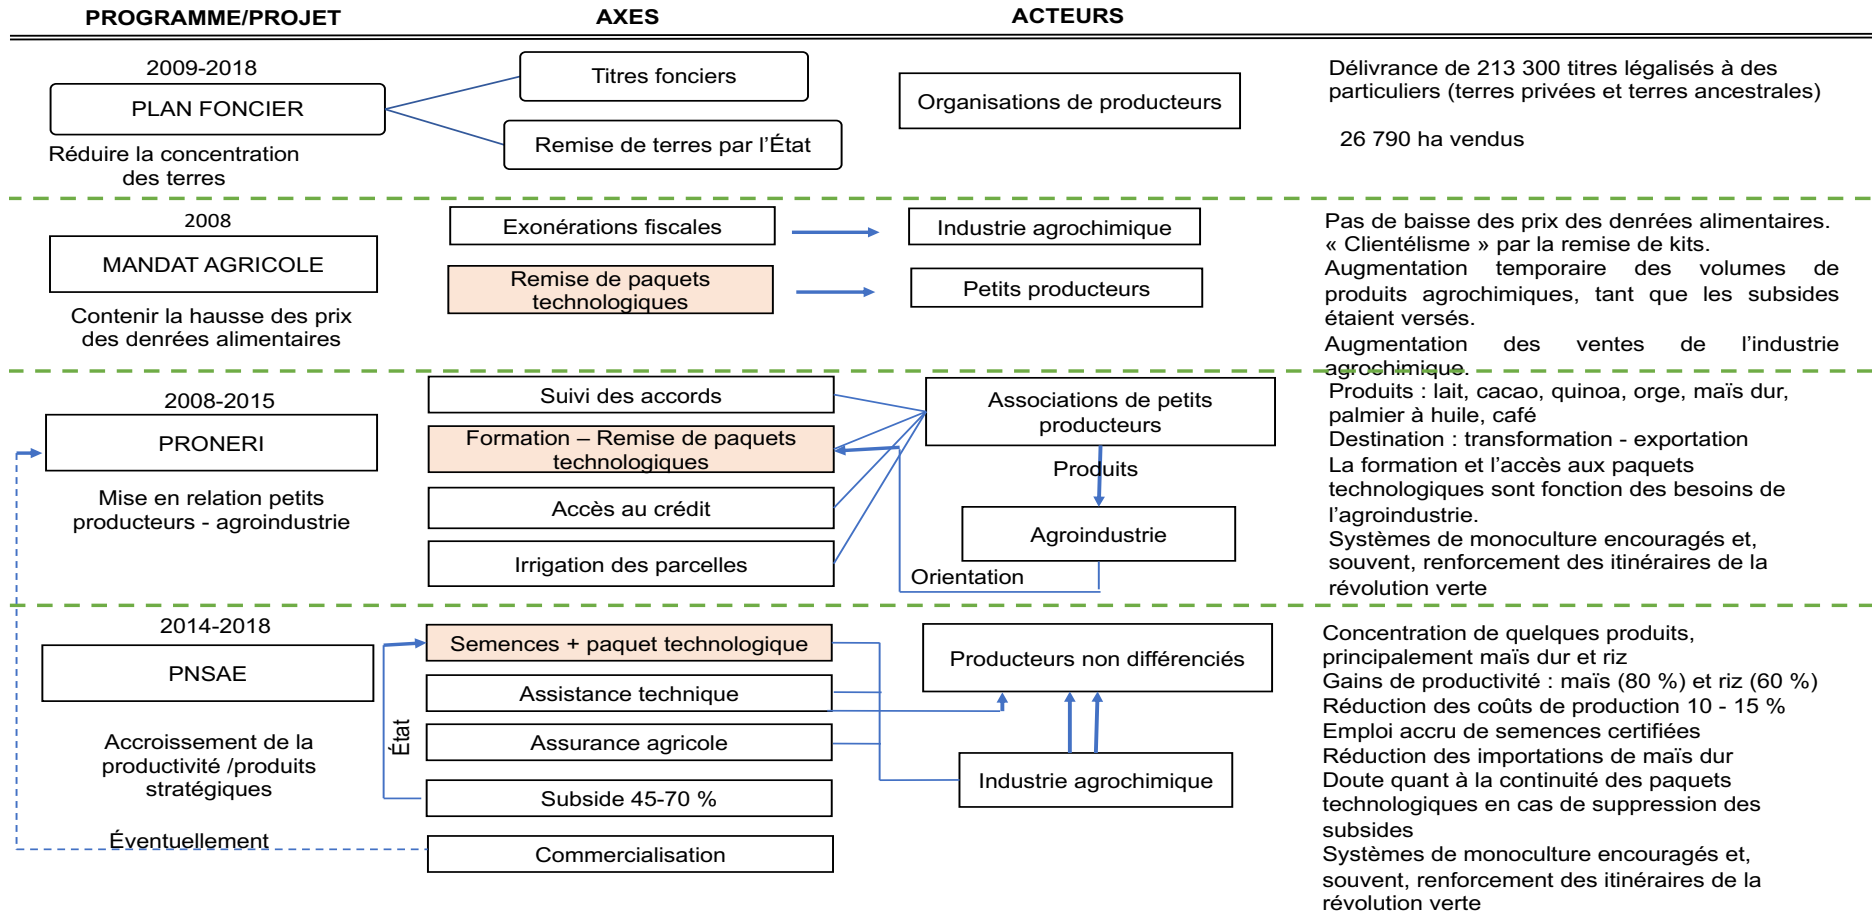 PROGRAMME/PROJET
AXES
ACTEURS
2009-2018
PLAN FONCIER
Réduire la concentration
des terres
Titres fonciers
Remise de terres par l’État
Organisations de producteurs
Délivrance de 213 300 titres légalisés à des
particuliers (terres privées et terres ancestrales)
26 790 ha vendus
2008
MANDAT AGRICOLE
Contenir la hausse des prix
des denrées alimentaires
Exonérations fiscales
Remise de paquets
technologiques
Industrie agrochimique
Petits producteurs
Pas de baisse des prix des denrées alimentaires.
« Clientélisme » par la remise de kits.
Augmentation temporaire des volumes de
produits agrochimiques, tant que les subsides
étaient versés.
Augmentation des ventes de l’industrie
agrochimique.
2008-2015
PRONERI
Mise en relation petits
producteurs - agroindustrie
Suivi des accords
Formation – Remise de paquets
technologiques
Accès au crédit
Irrigation des parcelles
Associations de petits
producteurs
Produits
Agroindustrie
Orientation
Produits : lait, cacao, quinoa, orge, maïs dur,
palmier à huile, café
Destination : transformation - exportation
La formation et l’accès aux paquets
technologiques sont fonction des besoins de
l’agroindustrie.
Systèmes de monoculture encouragés et,
souvent, renforcement des itinéraires de la
révolution verte
2014-2018
PNSAE
Accroissement de la
productivité /produits
stratégiques
Éventuellement
État
Semences + paquet technologique
Assistance technique
Assurance agricole
Subside 45-70 %
Commercialisation
Producteurs non différenciés
Industrie agrochimique
Concentration de quelques produits,
principalement maïs dur et riz
Gains de productivité : maïs (80 %) et riz (60 %)
Réduction des coûts de production 10 - 15 %
Emploi accru de semences certifiées
Réduction des importations de maïs dur
Doute quant à la continuité des paquets
technologiques en cas de suppression des
subsides
Systèmes de monoculture encouragés et,
souvent, renforcement des itinéraires de la
révolution verte